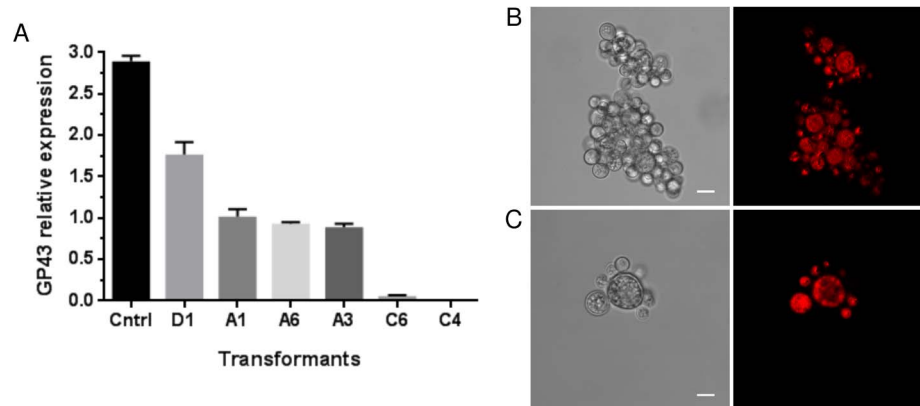 A
GP43 relative expression
3.0
2.5
2.0
1.5
1.0
0.5
0.0
Cntrl D1 A1 A6 A3 C6 C4
Transformants
B
C